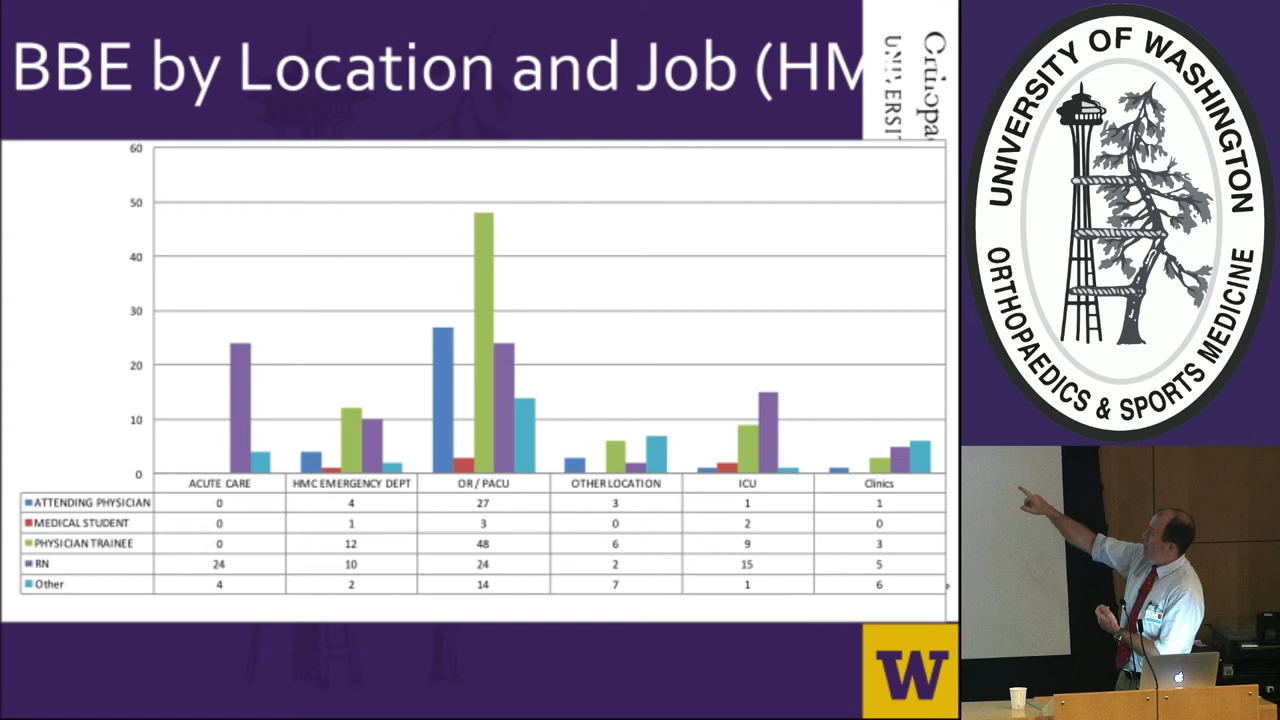 BBE by Location and Job (HM
UNIVERSI
UNIVERSITY OF WASHINGTON
ORTHOPAEDICS & SPORTS MEDICINE
60
50
40
30
20
10
0
ACUTE CARE HMC EMERGENCY DEPT OR / PACU OTHER LOCATION ICU Clinics
ATTENDING PHYSICIAN 0 4 27 3 1 1
MEDICAL STUDENT 0 1 3 0 2 0
PHYSICIAN TRAINEE 0 12 48 6 9 3
RN 24 10 24 2 15 5
Other 4 2 14 7 1 6
W